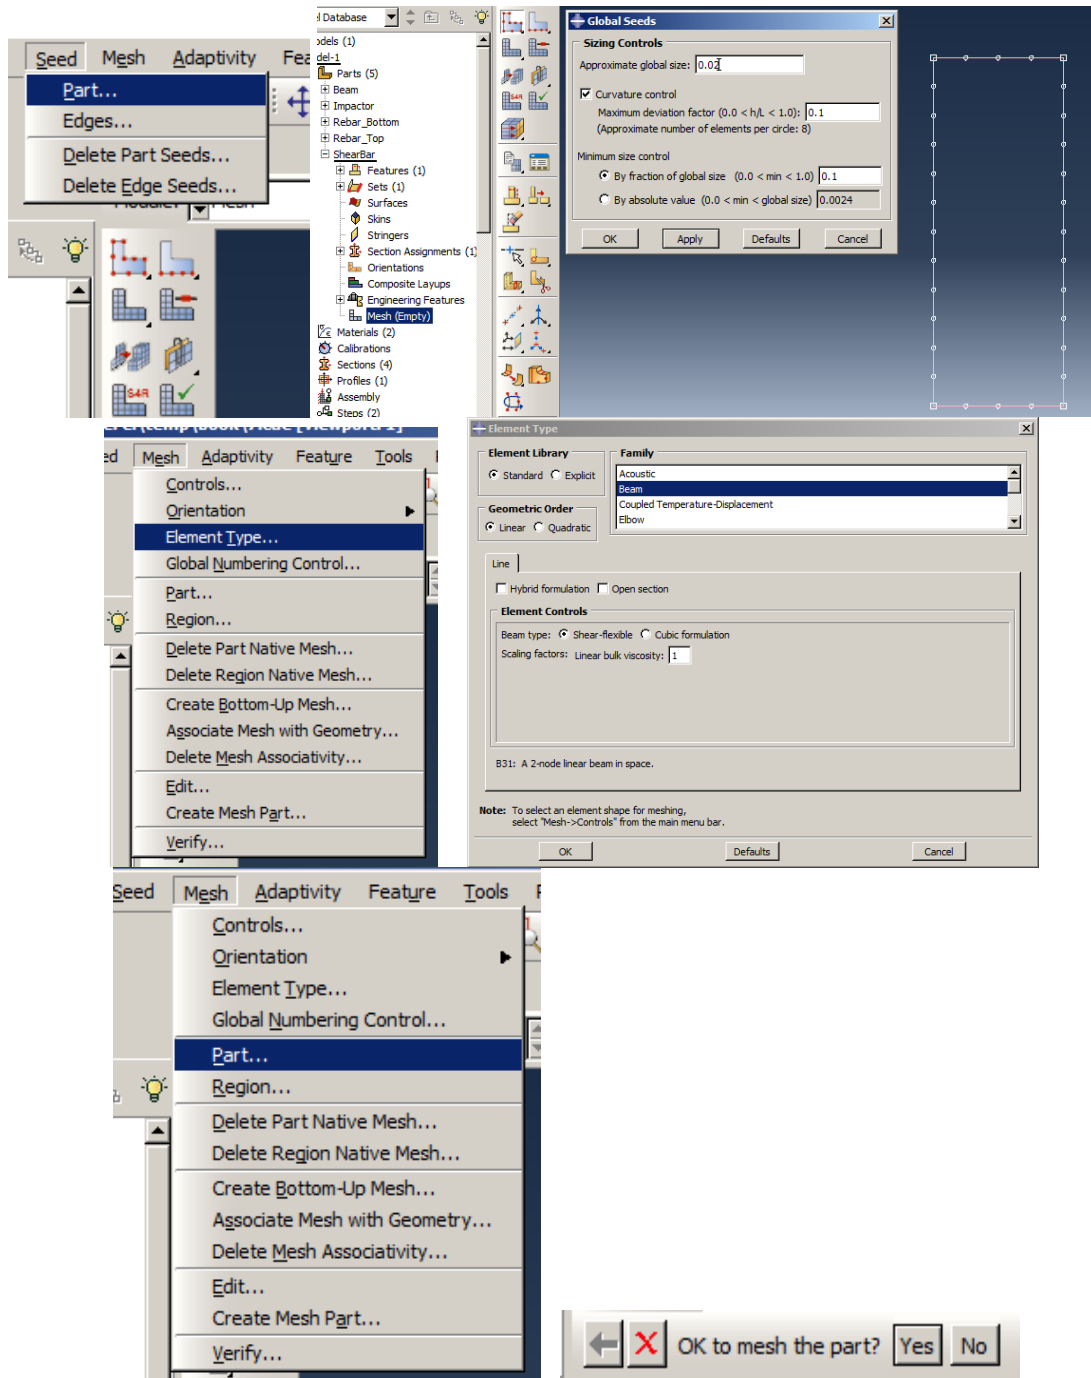 Seed Mesh Adaptivity Fea
Part...
Edges...
Delete Part Seeds...
Delete Edge Seeds...
Module: Mesh
S4R
l Database
odels (1)
del-1
Parts (5)
Beam
Impactor
Rebar_Bottom
Rebar_Top
ShearBar
Features (1)
Sets (1)
Surfaces
Skins
Stringers
Section Assignments (1)
Orientations
Composite Layups
Engineering Features
Mesh (Empty)
Materials (2)
Calibrations
Sections (4)
Profiles (1)
Assembly
Steps (2)
S4R
Global Seeds
Sizing Controls
Approximate global size: 0.02
Curvature control
Maximum deviation factor (0.0 < h/L < 1.0): 0.1
(Approximate number of elements per circle: 8)
Minimum size control
By fraction of global size (0.0 < min < 1.0) 0.1
By absolute value (0.0 < min < global size) 0.0024
OK Apply Defaults Cancel
ed Mesh Adaptivity Feature Tools
Controls...
Orientation
Element Type...
Global Numbering Control...
Part...
Region...
Delete Part Native Mesh...
Delete Region Native Mesh...
Create Bottom-Up Mesh...
Associate Mesh with Geometry...
Delete Mesh Associativity...
Edit...
Create Mesh Part...
Verify...
Element Type
Element Library
Standard Explicit
Geometric Order
Linear Quadratic
Family
Acoustic
Beam
Coupled Temperature-Displacement
Elbow
Line
Hybrid formulation Open section
Element Controls
Beam type: Shear-flexible Cubic formulation
Scaling factors: Linear bulk viscosity: 1
B31: A 2-node linear beam in space.
Note: To select an element shape for meshing,
select "Mesh->Controls" from the main menu bar.
OK Defaults Cancel
Seed Mesh Adaptivity Feature Tools
Controls...
Orientation
Element Type...
Global Numbering Control...
Part...
Region...
Delete Part Native Mesh...
Delete Region Native Mesh...
Create Bottom-Up Mesh...
Associate Mesh with Geometry...
Delete Mesh Associativity...
Edit...
Create Mesh Part...
Verify...
OK to mesh the part? Yes No